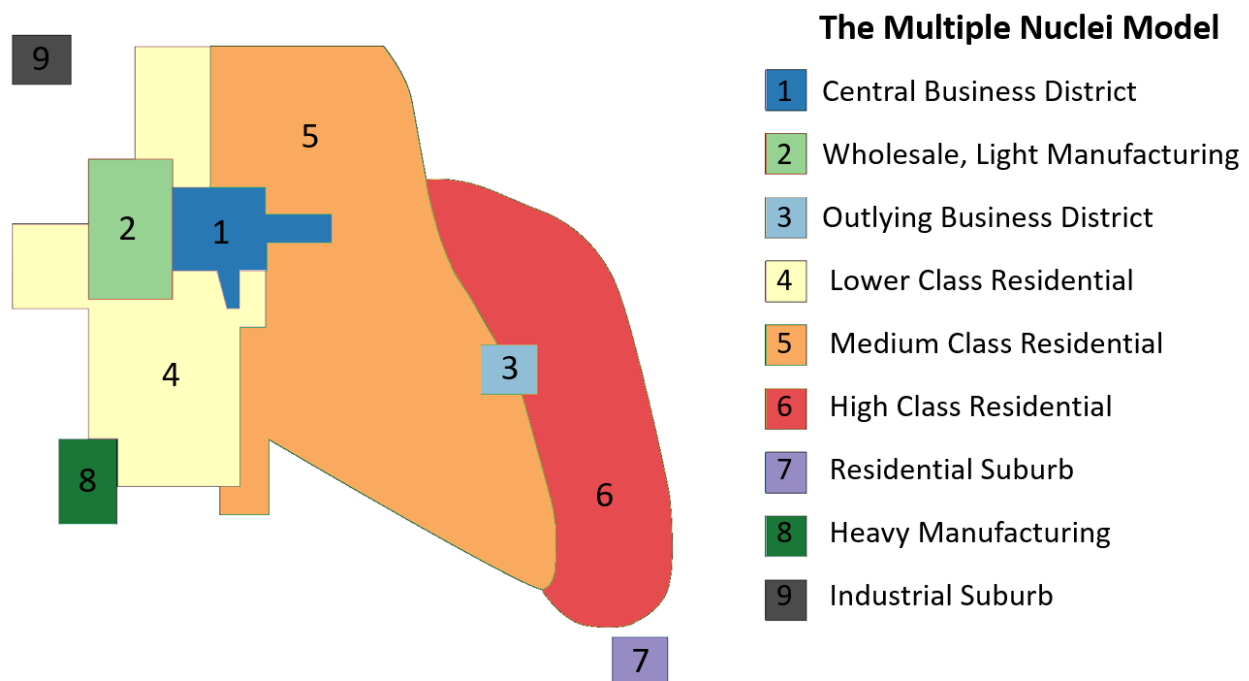 The Multiple Nuclei Model
1 Central Business District
2 Wholesale, Light Manufacturing
3 Outlying Business District
4 Lower Class Residential
5 Medium Class Residential
6 High Class Residential
7 Residential Suburb
8 Heavy Manufacturing
9 Industrial Suburb
9
5
2
1
3
4
8
6
7